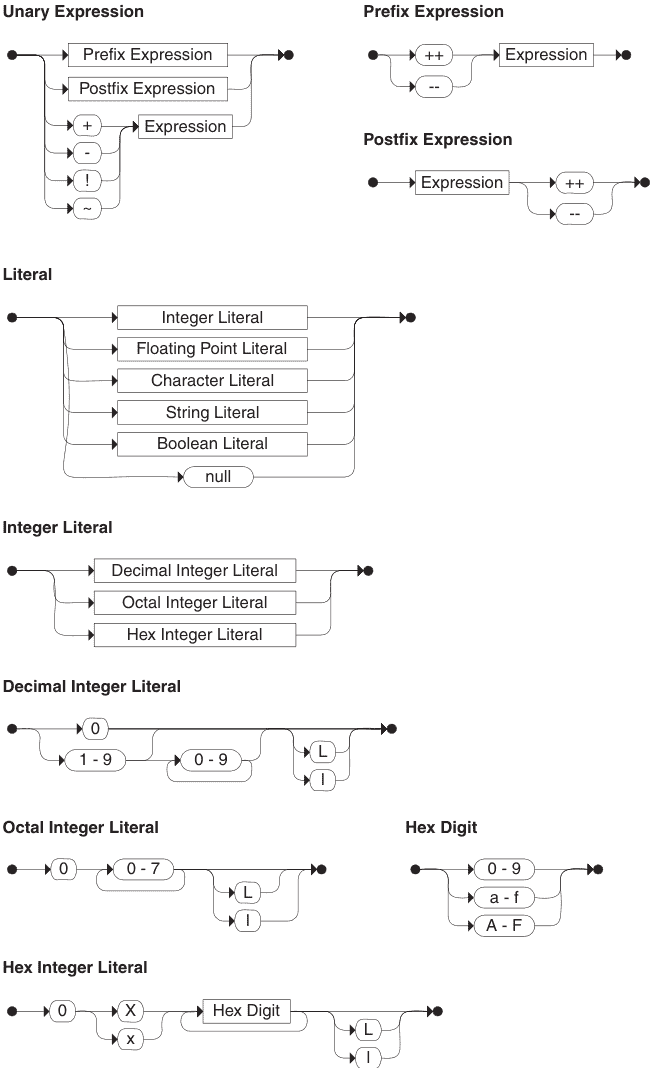 Unary Expression
Prefix Expression
Postfix Expression
+
Expression
-
!
~
Prefix Expression
++
Expression
--
Postfix Expression
Expression
++
--
Literal
Integer Literal
Floating Point Literal
Character Literal
String Literal
Boolean Literal
null
Integer Literal
Decimal Integer Literal
Octal Integer Literal
Hex Integer Literal
Decimal Integer Literal
0
1 - 9
0 - 9
L
l
Octal Integer Literal
0
0 - 7
L
l
Hex Digit
0 - 9
a - f
A - F
Hex Integer Literal
0
X
x
Hex Digit
L
l